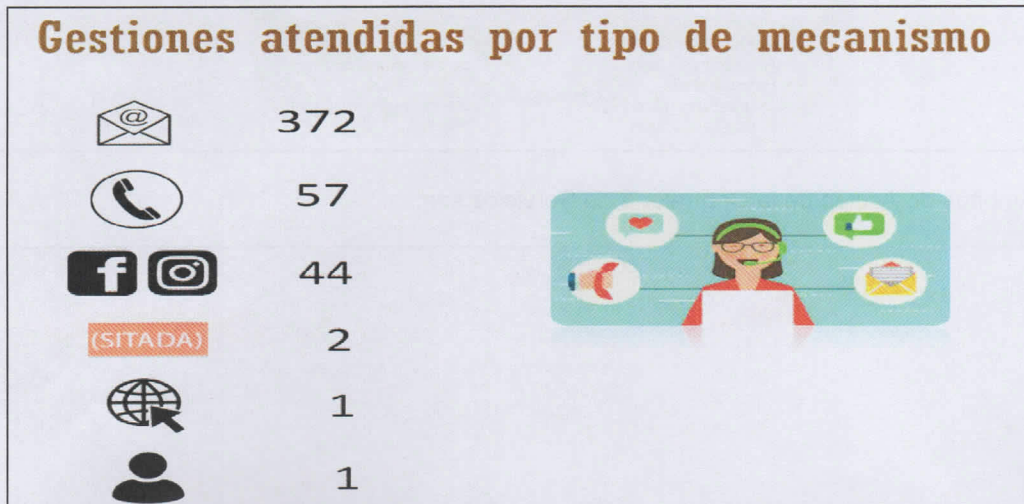 Gestiones atendidas por tipo de mecanismo
@ 372
57
f 44
(SITADA) 2
1
1